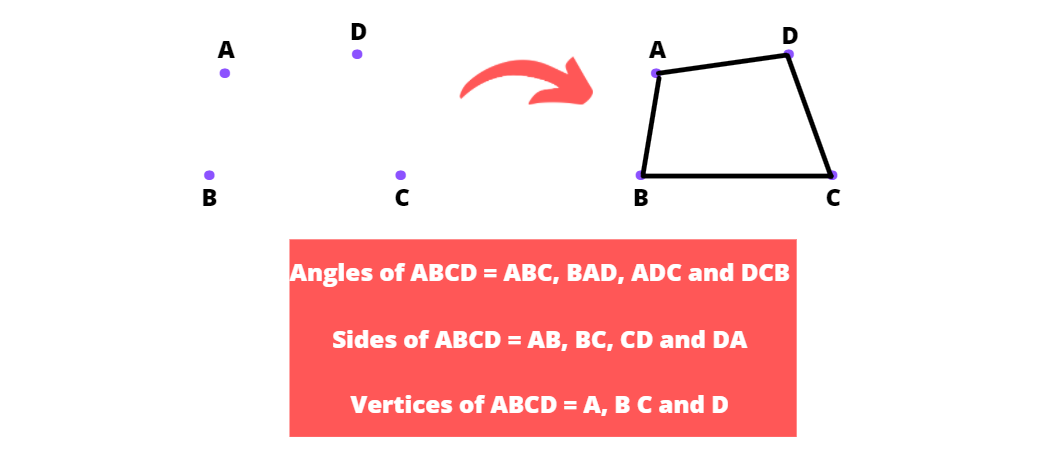 D
A
B
C
D
A
B
C
Angles of ABCD = ABC, BAD, ADC and DCB
Sides of ABCD = AB, BC, CD and DA
Vertices of ABCD = A, B C and D